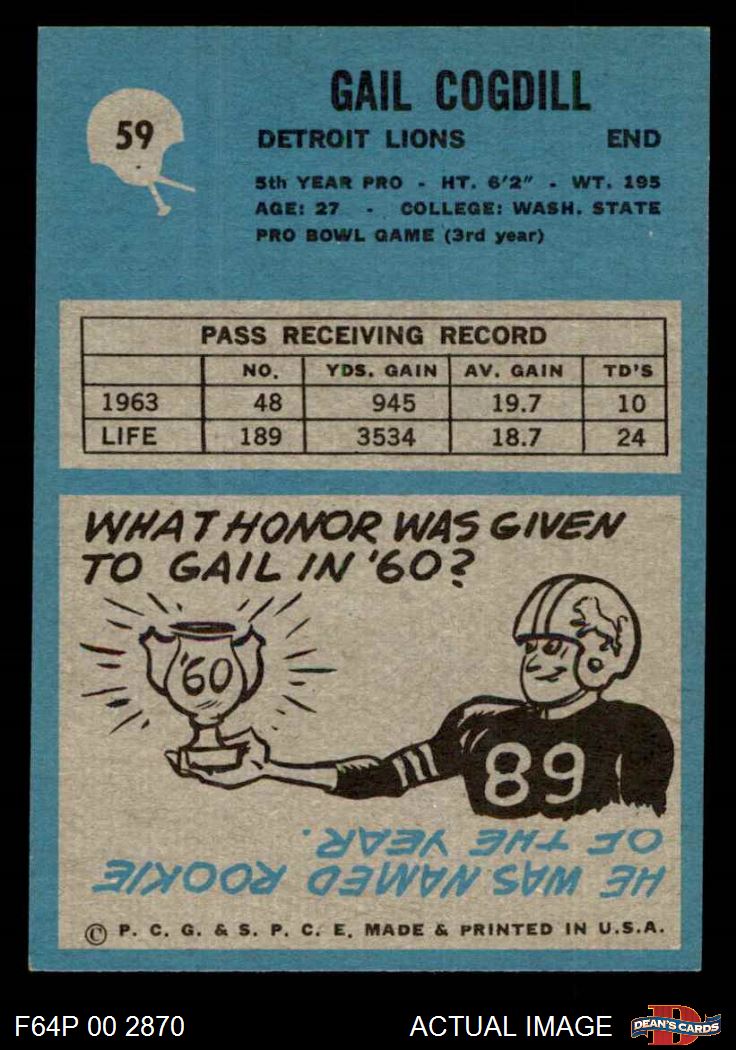 59
GAIL COGDILL
DETROIT LIONS END
5th YEAR PRO - HT. 6'2" - WT. 195
AGE: 27 - COLLEGE: WASH. STATE
PRO BOWL GAME (3rd year)
PASS RECEIVING RECORD
NO. YDS. GAIN AV. GAIN TD'S
1963 48 945 19.7 10
LIFE 189 3534 18.7 24
WHAT HONOR WAS GIVEN
TO GAIL IN '60?
'60
89
HE WAS NAMED ROOKIE
OF THE YEAR.
© P. C. G. & S. P. C. E. MADE & PRINTED IN U.S.A.
F64P 00 2870 ACTUAL IMAGE DEAN'S CARDS